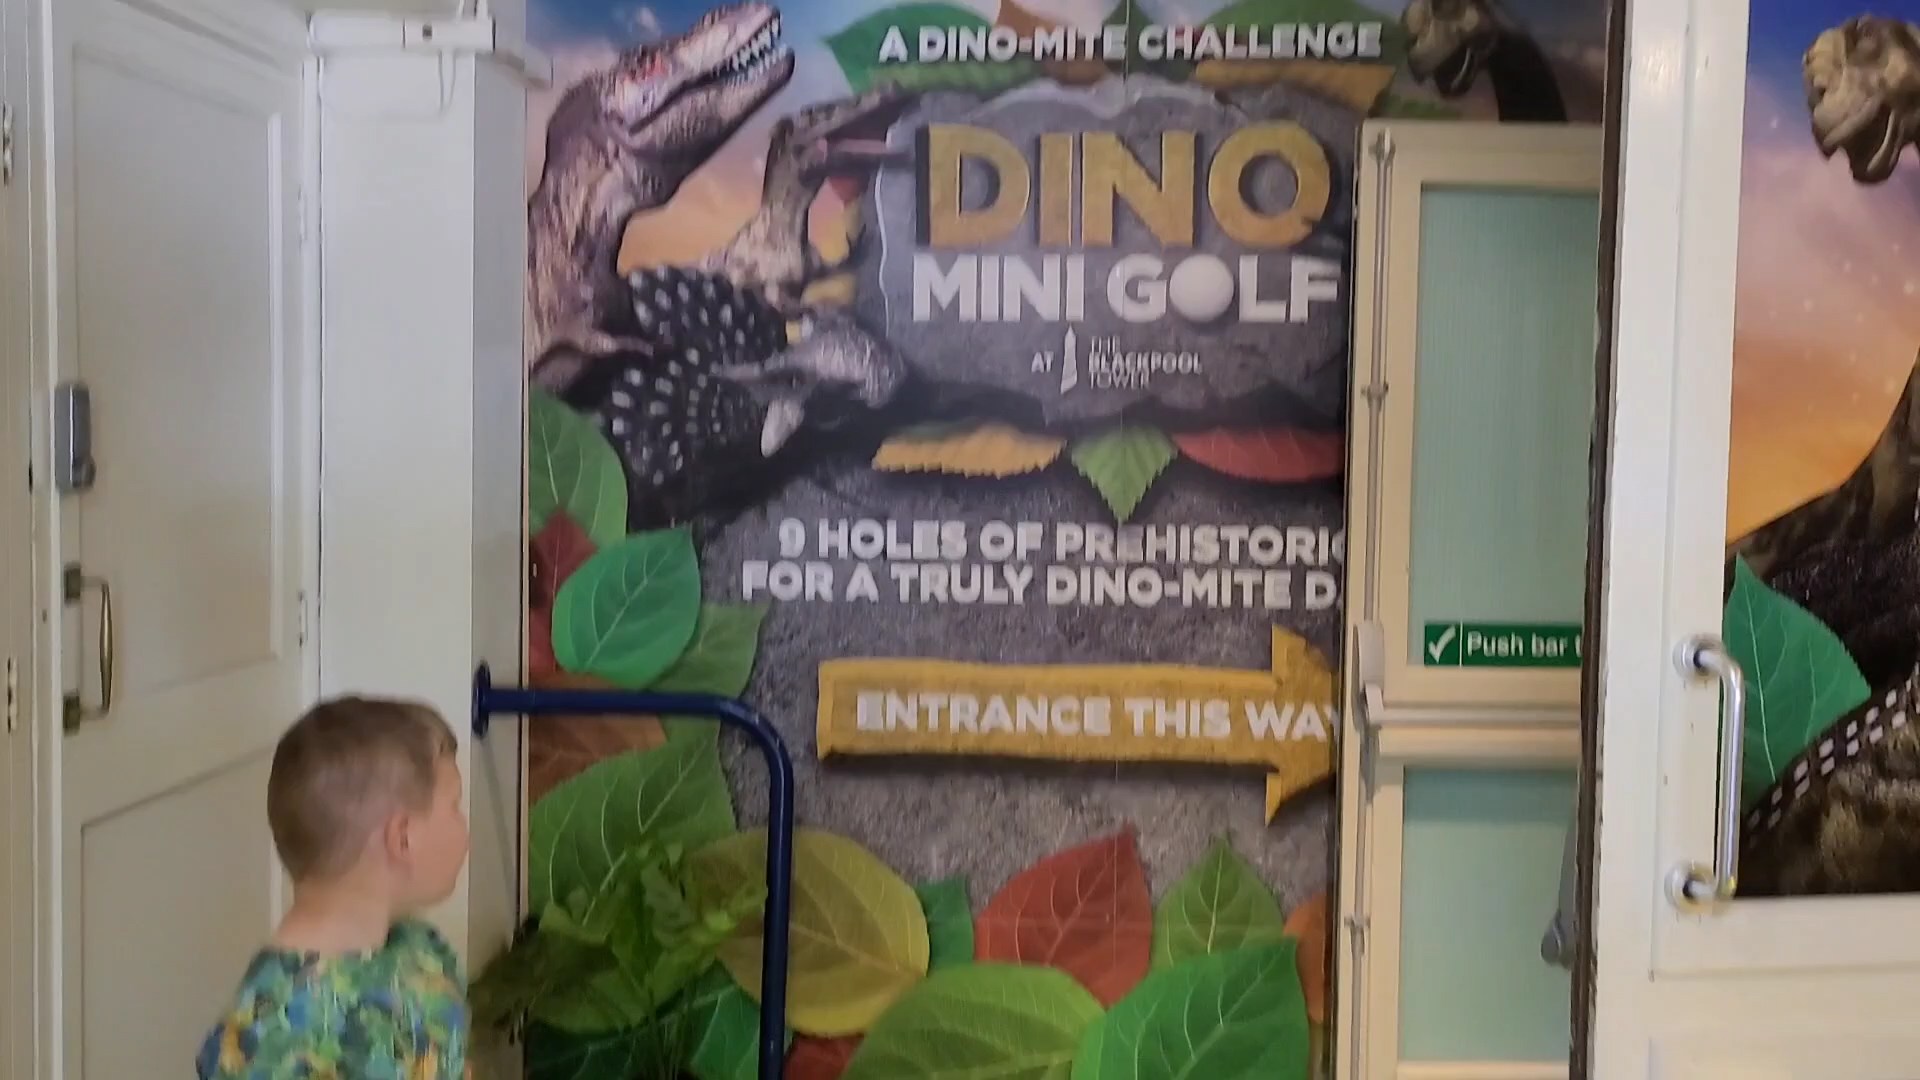 A DINO-MITE CHALLENGE
DINO
MINI GOLF
AT THE BLACKPOOL TOWER
9 HOLES OF PREHISTORIC
FOR A TRULY DINO-MITE D
ENTRANCE THIS WAY
Push bar t